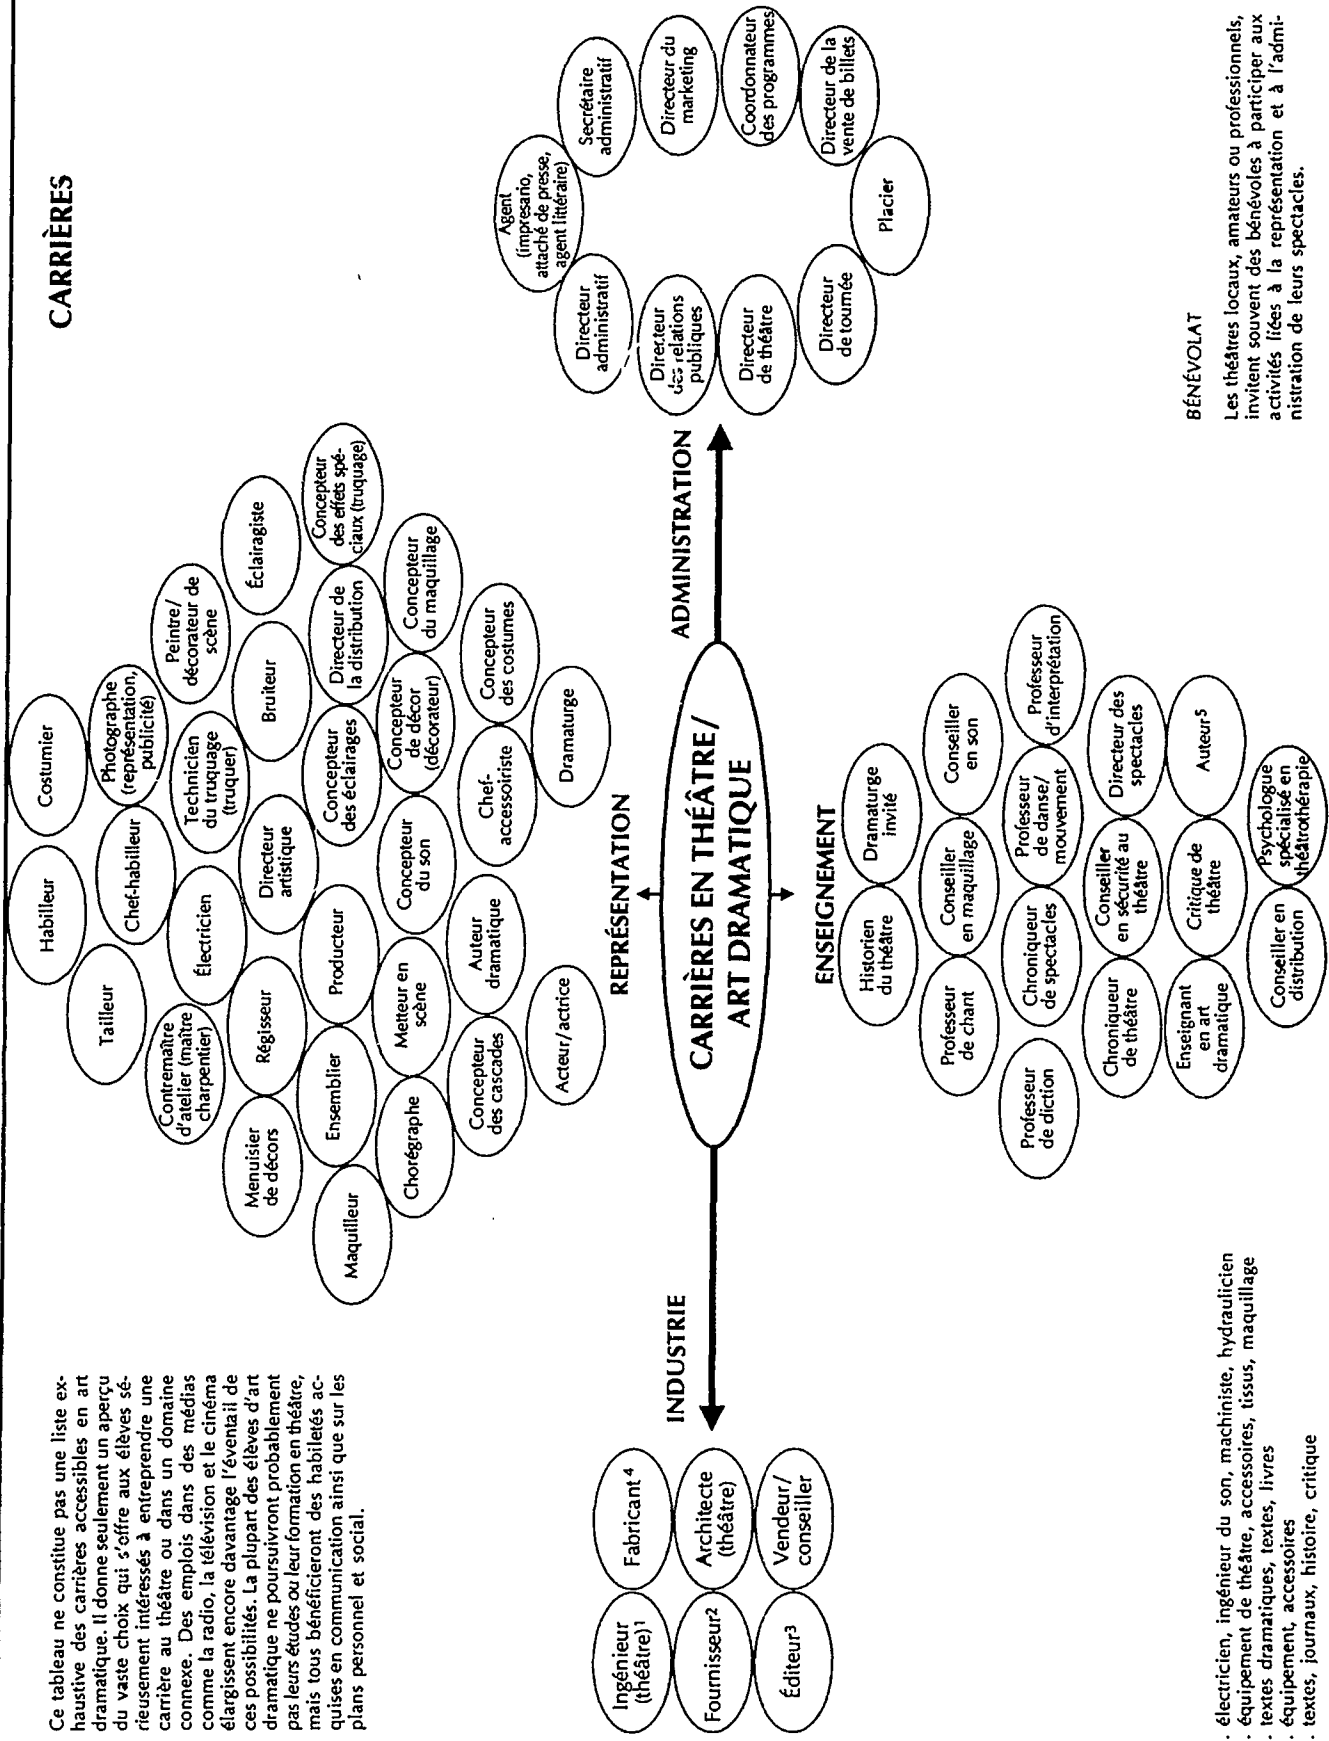 CARRIÈRES
Ce tableau ne constitue pas une liste ex-
haustive des carrières accessibles en art
dramatique. Il donne seulement un aperçu
du vaste choix qui s'offre aux élèves sé-
rieusement intéressés à entreprendre une
carrière au théâtre ou dans un domaine
connexe. Des emplois dans des médias
comme la radio, la télévision et le cinéma
élargissent encore davantage l'éventail de
ces possibilités. La plupart des élèves d'art
dramatique ne poursuivront probablement
pas leurs études ou leur formation en théâtre,
mais tous bénéficieront des habiletés ac-
quises en communication ainsi que sur les
plans personnel et social.
Habilleur
Costumier
Tailleur
Chef-habilleur
Photographe
(représentation,
publicité)
Contremaître
d'atelier (maître
charpentier)
Électricien
Technicien
du truquage
(truquer)
Peintre/
décorateur de
scène
Menuisier
de décors
Régisseur
Directeur
artistique
Bruiteur
Éclairagiste
Maquilleur
Ensemblier
Producteur
Concepteur
des éclairages
Directeur de
la distribution
Concepteur
des effets spé-
ciaux (truquage)
Chorégraphe
Metteur en
scène
Concepteur
du son
Concepteur
de décor
(décorateur)
Concepteur
du maquillage
Concepteur
des cascades
Auteur
dramatique
Chef-
accessoiriste
Concepteur
des costumes
Acteur/actrice
Dramaturge
REPRÉSENTATION
INDUSTRIE
Ingénieur
(théâtre)1
Fabricant4
Fournisseur2
Architecte
(théâtre)
Éditeur3
Vendeur/
conseiller
CARRIÈRES EN THÉÂTRE/
ART DRAMATIQUE
ADMINISTRATION
Agent
(impresario,
attaché de presse,
agent littéraire)
Directeur
administratif
Secrétaire
administratif
Directeur
des relations
publiques
Directeur du
marketing
Directeur
de théâtre
Coordonnateur
des programmes
Directeur
de tournée
Directeur de la
vente de billets
Placier
ENSEIGNEMENT
Historien
du théâtre
Dramaturge
invité
Professeur
de chant
Conseiller
en maquillage
Conseiller
en son
Professeur
de diction
Chroniqueur
de spectacles
Professeur
de danse/
mouvement
Professeur
d'interprétation
Chroniqueur
de théâtre
Conseiller
en sécurité au
théâtre
Directeur des
spectacles
Enseignant
en art
dramatique
Critique de
théâtre
Auteur5
Conseiller en
distribution
Psychologue
spécialisé en
théâtrothérapie
. électricien, ingénieur du son, machiniste, hydraulicien
. équipement de théâtre, accessoires, tissus, maquillage
. textes dramatiques, textes, livres
. équipement, accessoires
. textes, journaux, histoire, critique
BÉNÉVOLAT
Les théâtres locaux, amateurs ou professionnels,
invitent souvent des bénévoles à participer aux
activités liées à la représentation et à l'admi-
nistration de leurs spectacles.